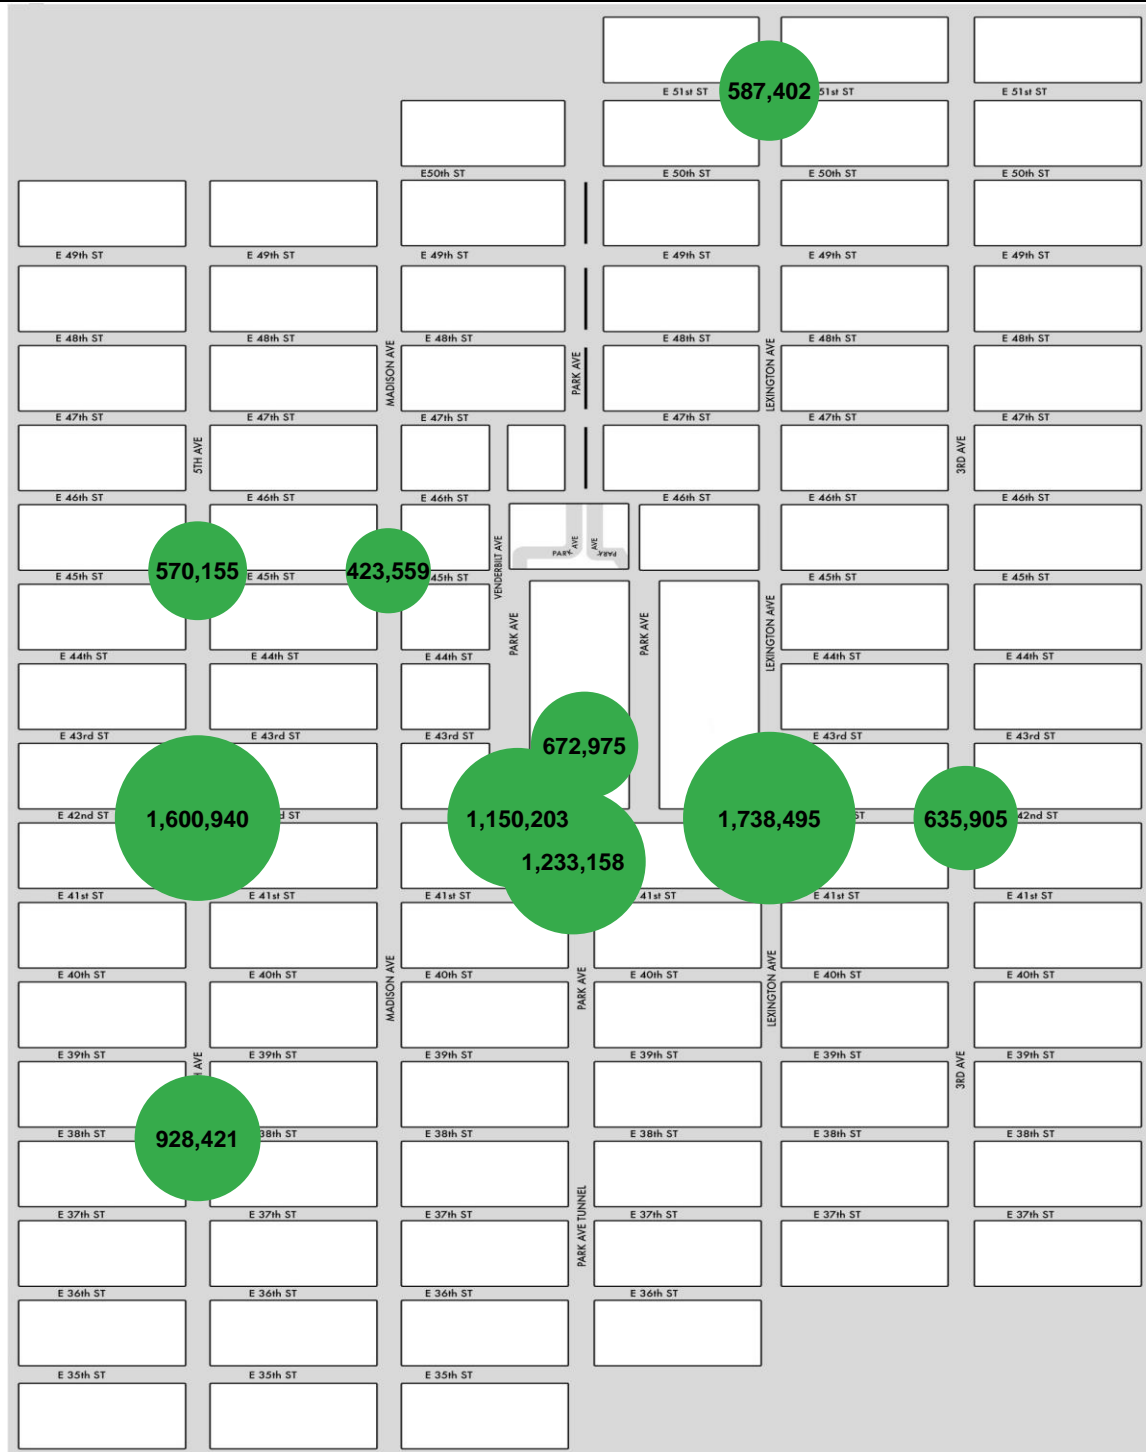 E 51st ST
587,402
51st ST
E 51st ST
E50th ST
E 50th ST
E 50th ST
E 50th ST
E 49th ST
E 49th ST
E 49th ST
E 49th ST
E 49th ST
E 49th ST
E 48th ST
E 48th ST
E 48th ST
E 48th ST
E 48th ST
E 48th ST
MADISON AVE
PARK AVE
LEXINGTON AVE
E 47th ST
E 47th ST
E 47th ST
E 47th ST
E 47th ST
E 47th ST
5TH AVE
3RD AVE
E 46th ST
E 46th ST
E 46th ST
E 46th ST
E 46th ST
E 46th ST
VENDERBILT AVE
PARK AVE
AVE PARK
570,155
E 45th ST
E 45th ST
423,559
45th ST
E 45th ST
E 45th ST
PARK AVE
PARK AVE
LEXINGTON AIVE
E 44th ST
E 44th ST
E 44th ST
E 44th ST
E 44th ST
E 43rd ST
E 43rd ST
E 43rd ST
672,975
E 43rd ST
E 43rd ST
E 42nd ST
1,600,940
d ST
1,150,203
1,738,495
ST
635,905
42nd ST
1,233,158
E 41st ST
E 41st ST
E 41st ST
41st ST
E 41st ST
E 41st ST
MADISON AVE
PARK AVE
LEXINGTON AIVE
E 40th ST
E 40th ST
E 40th ST
E 40th ST
E 40th ST
E 40th ST
E 39th ST
E 39th ST
E 39th ST
E 39th ST
E 39th ST
E 39th ST
H AVE
3RD AVE
E 38th ST
928,421
38th ST
E 38th ST
E 38th ST
E 38th ST
E 38th ST
PARK AVE TUNNEL
E 37th ST
E 37th ST
E 37th ST
E 37th ST
E 37th ST
E 37th ST
E 36th ST
E 36th ST
E 36th ST
E 36th ST
E 35th ST
E 35th ST
E 35th ST